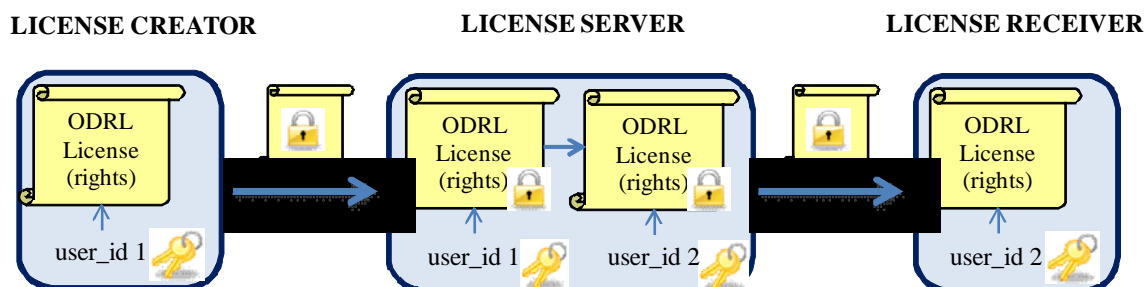 LICENSE CREATOR
LICENSE SERVER
LICENSE RECEIVER
ODRL
License
(rights)
user_id 1
ODRL
License
(rights)
user_id 1
ODRL
License
(rights)
user_id 2
ODRL
License
(rights)
user_id 2